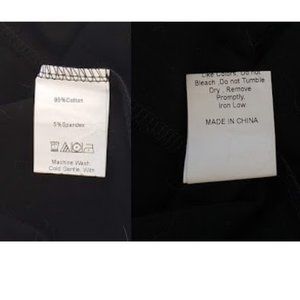 95%Cotton
5%Spandex
Machine Wash
Cold Gentle, With
Like Colors. Do not
Bleach ,Do not Tumble
Dry . Remove
Promptly.
Iron Low
MADE IN CHINA